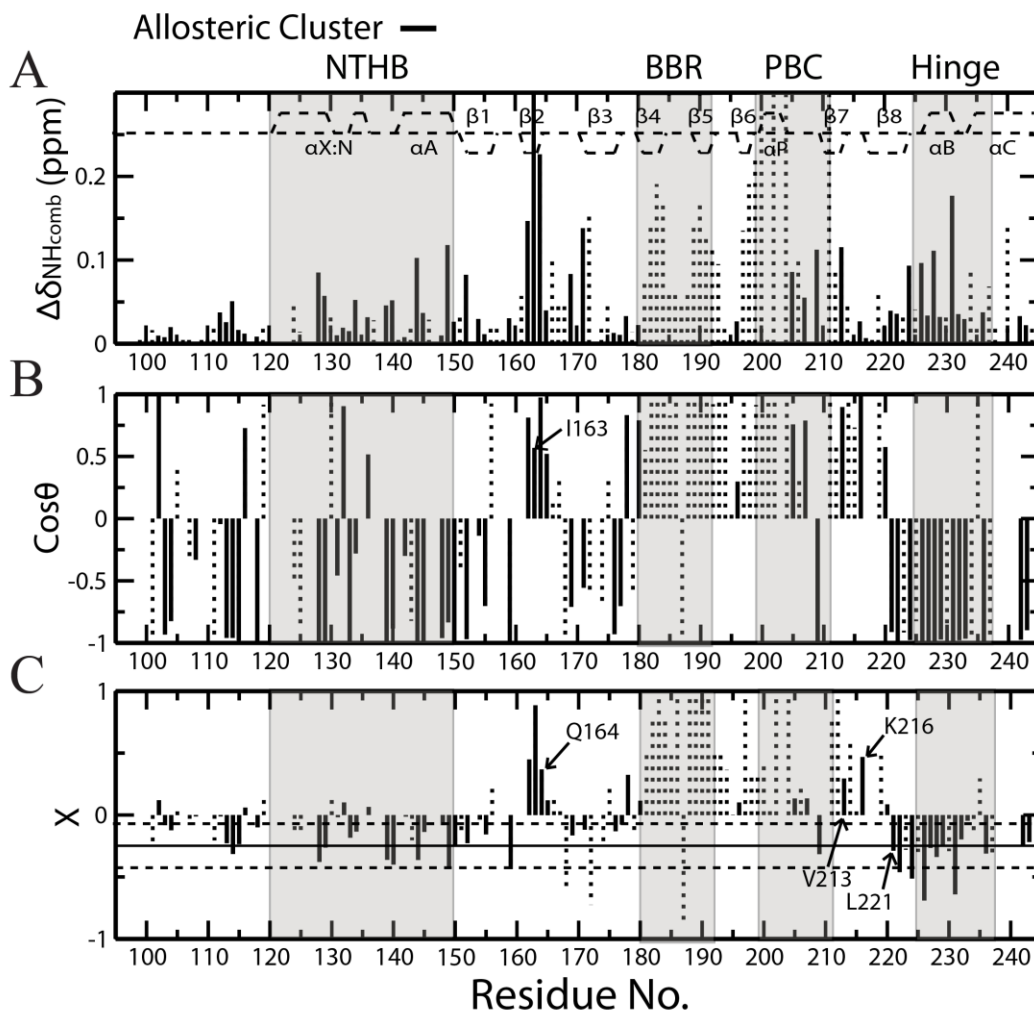 Allosteric Cluster
A
NTHB BBR PBC Hinge
β1 β2 β3 β4 β5 β6 β7 β8
αX:N αA αP αB αC
ΔδNHcomb (ppm)
0.2
0.1
0
100 110 120 130 140 150 160 170 180 190 200 210 220 230 240
B
Cosθ
1
0.5
0
-0.5
-1
I163
100 110 120 130 140 150 160 170 180 190 200 210 220 230 240
C
X
1
0
-1
Q164
K216
V213
L221
100 110 120 130 140 150 160 170 180 190 200 210 220 230 240
Residue No.